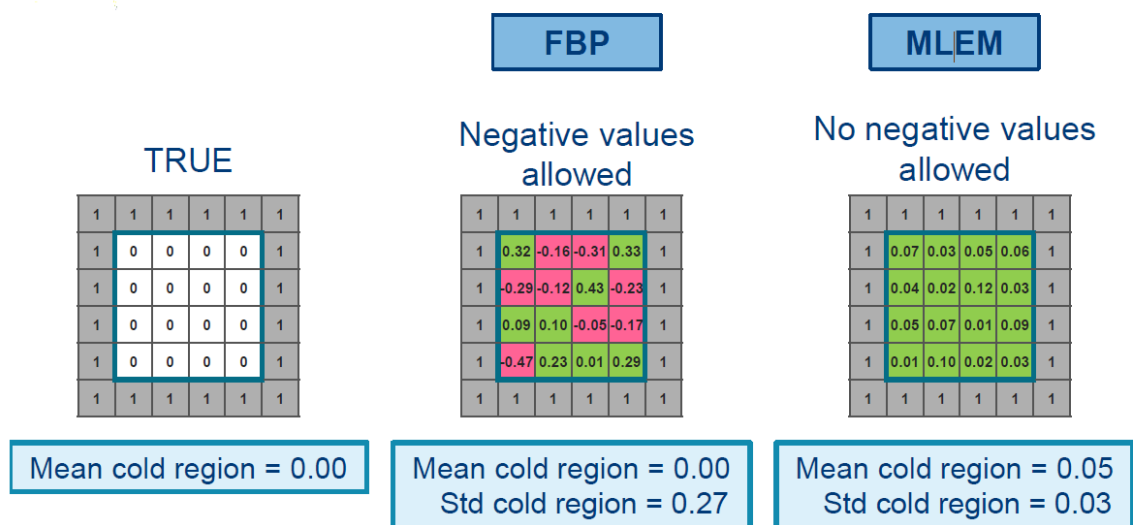 FBP
MLEM
TRUE
Negative values
allowed
No negative values
allowed
1 1 1 1 1 1
1 0 0 0 0 1
1 0 0 0 0 1
1 0 0 0 0 1
1 0 0 0 0 1
1 1 1 1 1 1
1 1 1 1 1 1
1 0.32 -0.16 -0.31 0.33 1
1 -0.29 -0.12 0.43 -0.23 1
1 0.09 0.10 -0.05 -0.17 1
1 -0.47 0.23 0.01 0.29 1
1 1 1 1 1 1
1 1 1 1 1 1
1 0.07 0.03 0.05 0.06 1
1 0.04 0.02 0.12 0.03 1
1 0.05 0.07 0.01 0.09 1
1 0.01 0.10 0.02 0.03 1
1 1 1 1 1 1
Mean cold region = 0.00
Mean cold region = 0.00
Std cold region = 0.27
Mean cold region = 0.05
Std cold region = 0.03